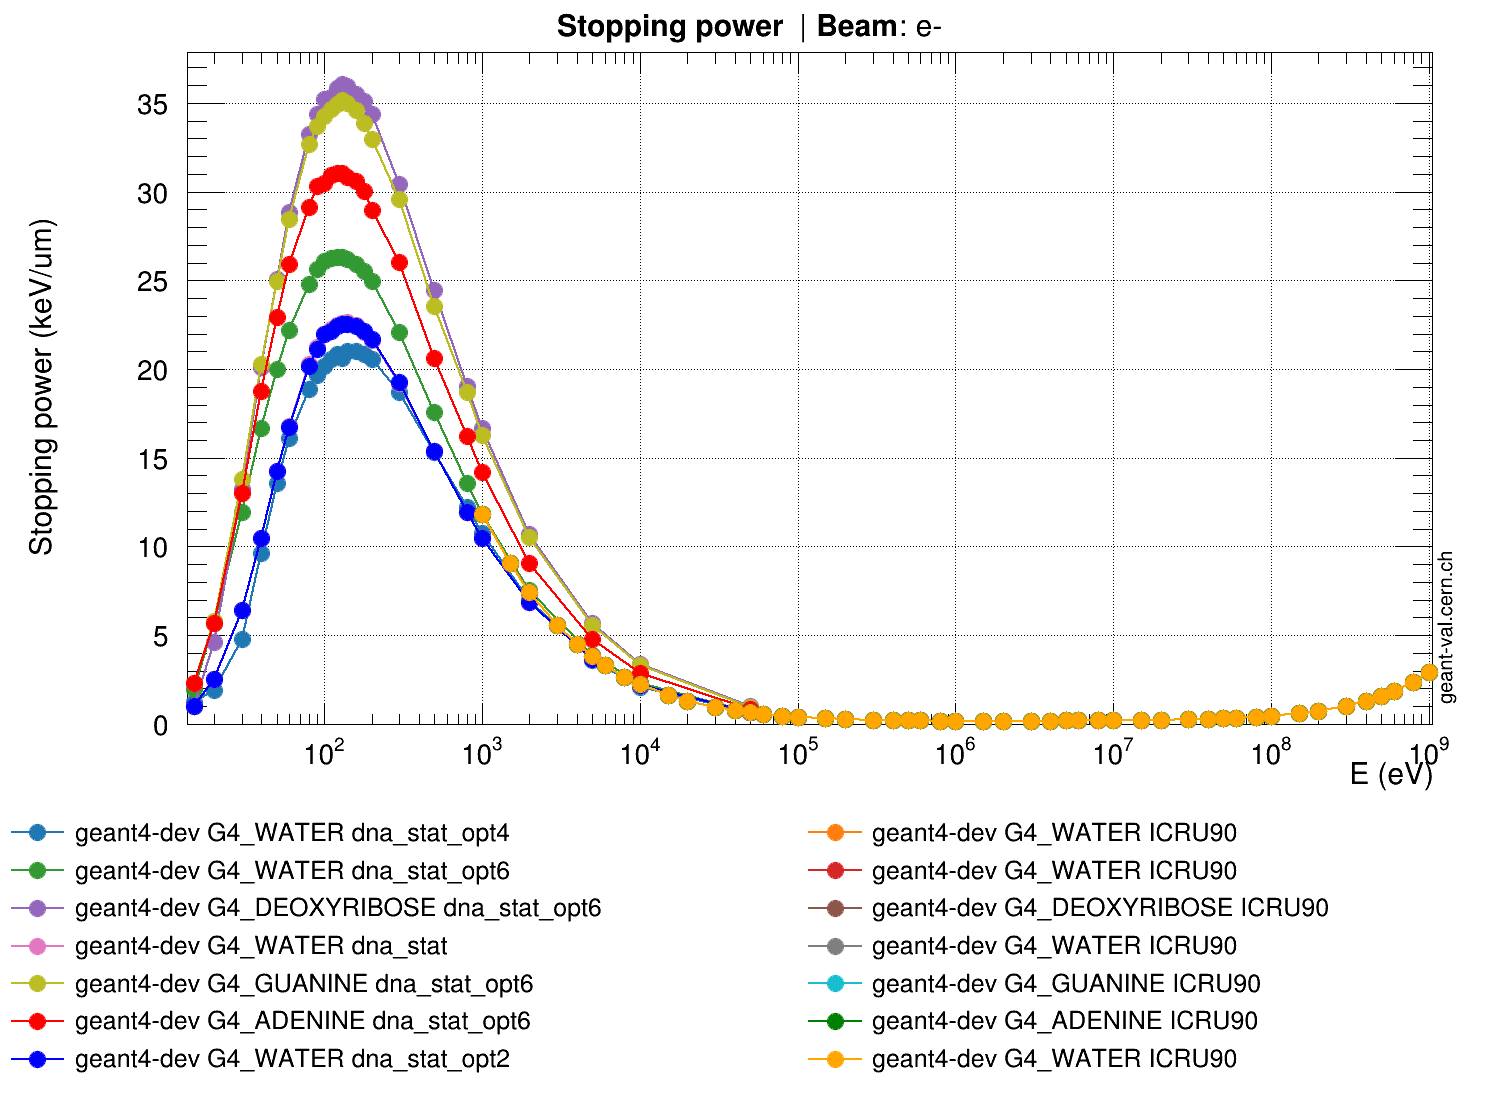 Stopping power | Beam: e-
Stopping power (keV/um)
35
30
25
20
15
10
5
0
10² 10³ 10⁴ 10⁵ 10⁶ 10⁷ 10⁸ 10⁹
E (eV)
geant-val.cern.ch
geant4-dev G4_WATER dna_stat_opt4
geant4-dev G4_WATER ICRU90
geant4-dev G4_WATER dna_stat_opt6
geant4-dev G4_WATER ICRU90
geant4-dev G4_DEOXYRIBOSE dna_stat_opt6
geant4-dev G4_DEOXYRIBOSE ICRU90
geant4-dev G4_WATER dna_stat
geant4-dev G4_WATER ICRU90
geant4-dev G4_GUANINE dna_stat_opt6
geant4-dev G4_GUANINE ICRU90
geant4-dev G4_ADENINE dna_stat_opt6
geant4-dev G4_ADENINE ICRU90
geant4-dev G4_WATER dna_stat_opt2
geant4-dev G4_WATER ICRU90